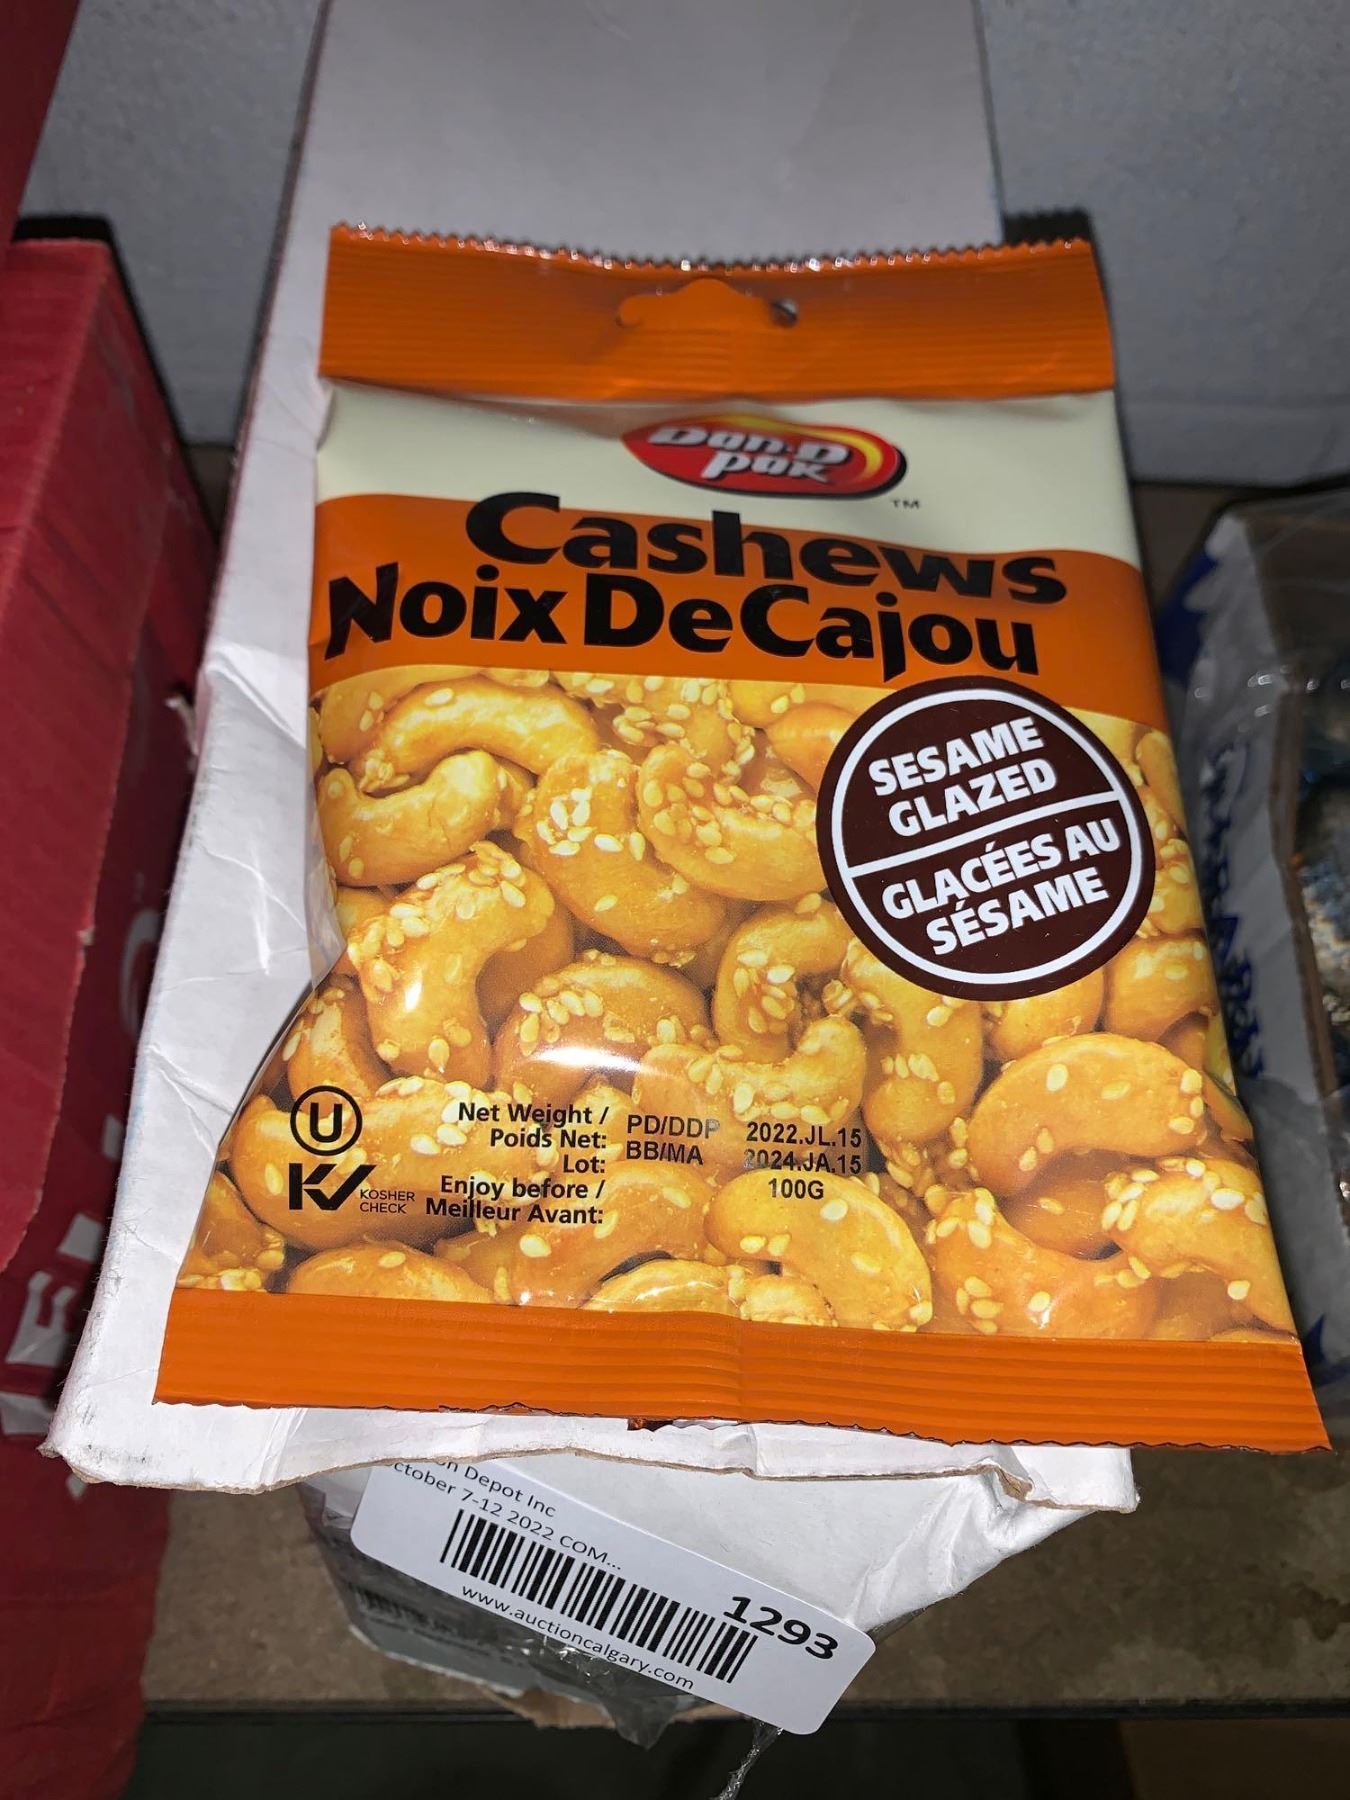 Dan-D
pak
TM
Cashews
Noix De Cajou
SESAME
GLAZED
GLACÉES AU
SÉSAME
U
KOSHER
CHECK
Net Weight /
Poids Net:
Lot:
Enjoy before /
Meilleur Avant:
PD/DDP 2022.JL.15
BB/MA 2024.JA.15
100G
Depot Inc
7-12 2022 COM...
1293
www.auctioncalgary.com